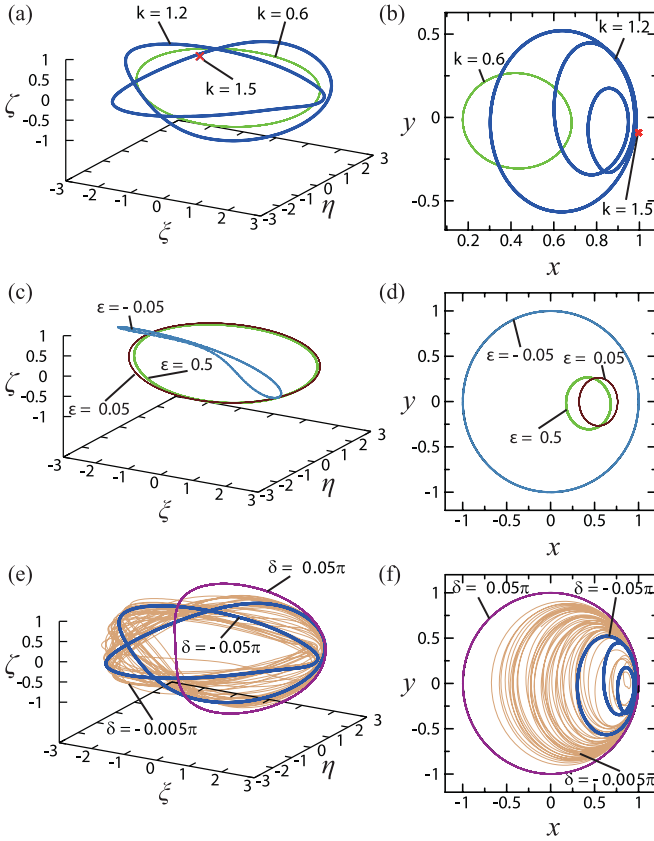 (a)
k = 1.2
k = 0.6
k = 1.5
ζ
1
0.5
0
-0.5
-1
-3
-2
-1
0
1
2
3
ξ
-3
-2
-1
0
1
2
3
η
(b)
k = 1.2
k = 0.6
k = 1.5
y
0.5
0
-0.5
0.2
0.4
0.6
0.8
1
x
(c)
ε = - 0.05
ε = 0.5
ε = 0.05
ζ
1
0.5
0
-0.5
-1
-3
-2
-1
0
1
2
3
ξ
-3
-2
-1
0
1
2
3
η
(d)
ε = -0.05
ε = 0.05
ε = 0.5
y
1
0.5
0
-0.5
-1
-1
-0.5
0
0.5
1
x
(e)
δ = 0.05π
δ = -0.05π
δ = -0.005π
ζ
1
0.5
0
-0.5
-1
-3
-2
-1
0
1
2
3
ξ
-3
-2
-1
0
1
2
3
η
(f)
δ = 0.05π
δ = -0.05π
δ = -0.005π
y
1
0.5
0
-0.5
-1
-1
-0.5
0
0.5
1
x